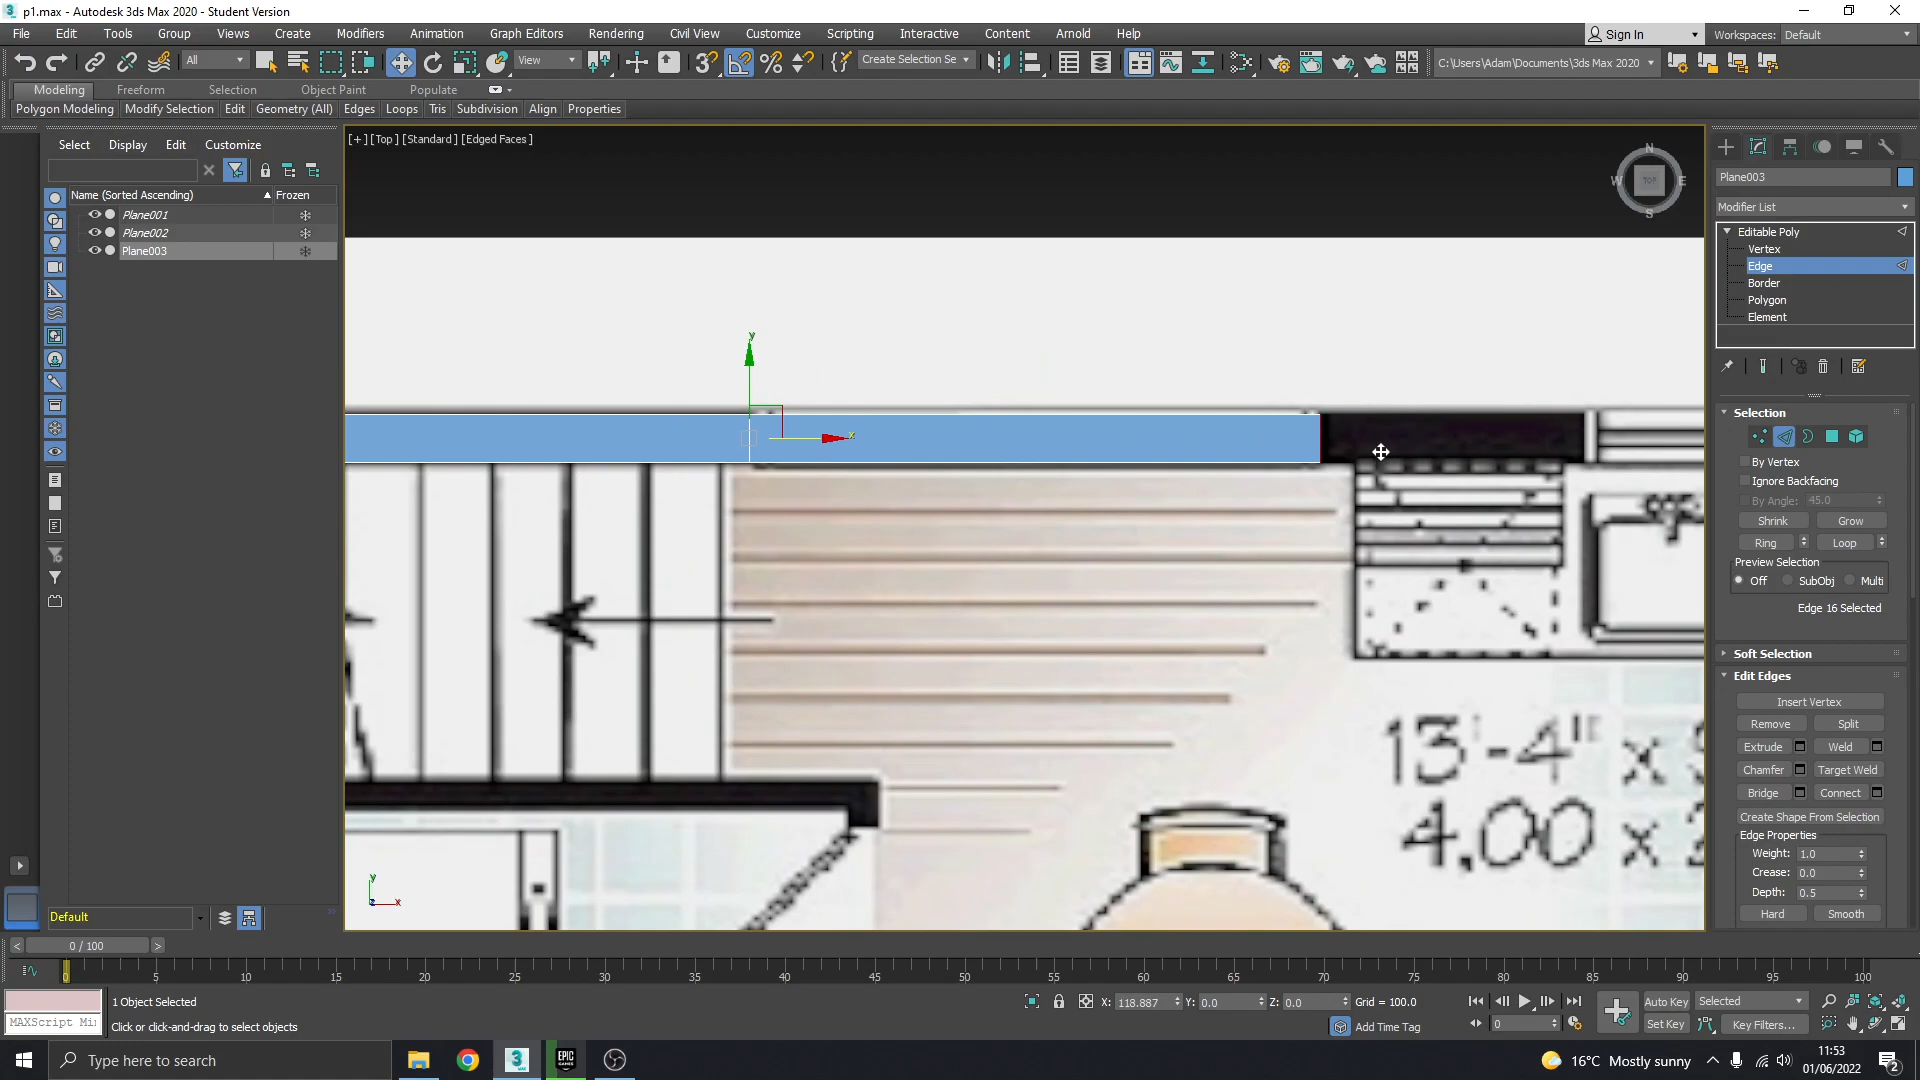 p1.max - Autodesk 3ds Max 2020 - Student Version
File Edit Tools Group Views Create Modifiers Animation Graph Editors Rendering Civil View Customize Scripting Interactive Content Arnold Help
Sign In
Workspaces: Default
All
View
Create Selection Se
C:\Users\Adam\Documents\3ds Max 2020
Modeling Freeform Selection Object Paint Populate
Polygon Modeling Modify Selection Edit Geometry (All) Edges Loops Tris Subdivision Align Properties
Select Display Edit Customize
Name (Sorted Ascending) Frozen
Plane001
Plane002
Plane003
[+] [Top] [Standard] [Edged Faces]
N
W TOP E
S
y
x
13'-4" x
4,00 x
y
z x
Plane003
Modifier List
Editable Poly
Vertex
Edge
Border
Polygon
Element
Selection
By Vertex
Ignore Backfacing
By Angle: 45.0
Shrink Grow
Ring Loop
Preview Selection
Off SubObj Multi
Edge 16 Selected
Soft Selection
Edit Edges
Insert Vertex
Remove Split
Extrude Weld
Chamfer Target Weld
Bridge Connect
Create Shape From Selection
Edge Properties
Weight: 1.0
Crease: 0.0
Depth: 0.5
Hard Smooth
Default
< 0 / 100 >
0 5 10 15 20 25 30 35 40 45 50 55 60 65 70 75 80 85 90 95 100
1 Object Selected
MAXScript Mi
Click or click-and-drag to select objects
X: 118.887 Y: 0.0 Z: 0.0 Grid = 100.0
Add Time Tag
0
Auto Key Selected
Set Key Key Filters...
Type here to search
EPIC GAMES
16°C Mostly sunny
11:53
01/06/2022
2